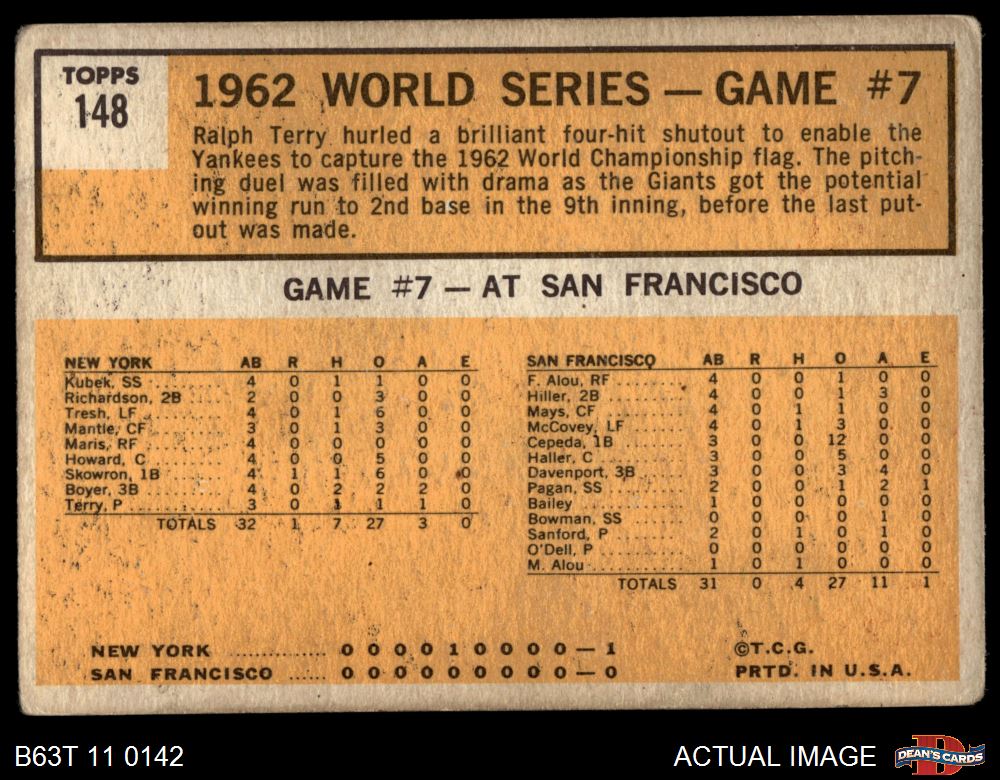 TOPPS
148
1962 WORLD SERIES — GAME #7
Ralph Terry hurled a brilliant four-hit shutout to enable the
Yankees to capture the 1962 World Championship flag. The pitch-
ing duel was filled with drama as the Giants got the potential
winning run to 2nd base in the 9th inning, before the last put-
out was made.
GAME #7 — AT SAN FRANCISCO
NEW YORK AB R H O A E
Kubek, SS ........ 4 0 1 1 0 0
Richardson, 2B ..... 2 0 0 3 0 0
Tresh, LF ......... 4 0 1 6 0 0
Mantle, CF ........ 3 0 1 3 0 0
Maris, RF ......... 4 0 0 0 0 0
Howard, C ........ 4 0 0 5 0 0
Skowron, 1B ....... 4 1 1 6 0 0
Boyer, 3B ......... 4 0 2 2 2 0
Terry, P .......... 3 0 1 1 1 0
TOTALS 32 1 7 27 3 0
SAN FRANCISCO AB R H O A E
F. Alou, RF ........ 4 0 0 1 0 0
Hiller, 2B ......... 4 0 0 1 3 0
Mays, CF .......... 4 0 1 1 0 0
McCovey, LF ....... 4 0 1 3 0 0
Cepeda, 1B ........ 3 0 0 12 0 0
Haller, C .......... 3 0 0 5 0 0
Davenport, 3B ...... 3 0 0 3 4 0
Pagan, SS ......... 2 0 0 1 2 1
Bailey ............ 1 0 0 0 0 0
Bowman, SS ....... 0 0 0 0 1 0
Sanford, P ......... 2 0 1 0 1 0
O'Dell, P .......... 0 0 0 0 0 0
M. Alou ........... 1 0 1 0 0 0
TOTALS 31 0 4 27 11 1
NEW YORK .............. 0 0 0 0 1 0 0 0 0 — 1
SAN FRANCISCO ...... 0 0 0 0 0 0 0 0 0 — 0
©T.C.G.
PRTD. IN U.S.A.
B63T 11 0142
ACTUAL IMAGE
D
DEAN'S CARDS